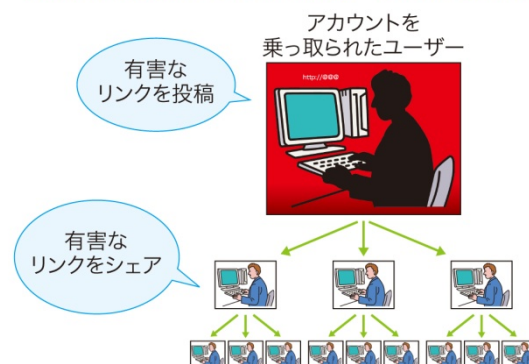 アカウントを
乗っ取られたユーザー
有害な
リンクを投稿
http://@@@
有害な
リンクをシェア